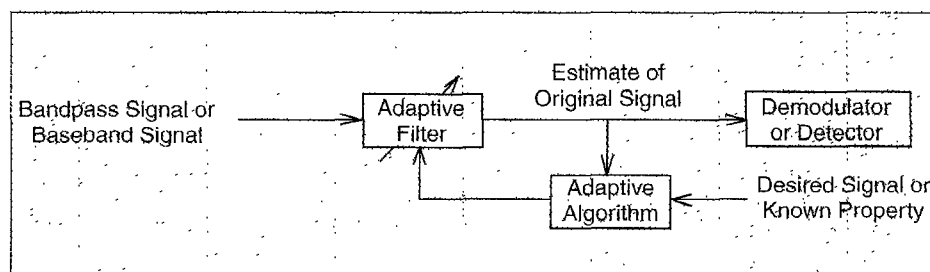 Bandpass Signal or
Baseband Signal
Adaptive
Filter
Estimate of
Original Signal
Demodulator
or Detector
Adaptive
Algorithm
Desired Signal or
Known Property